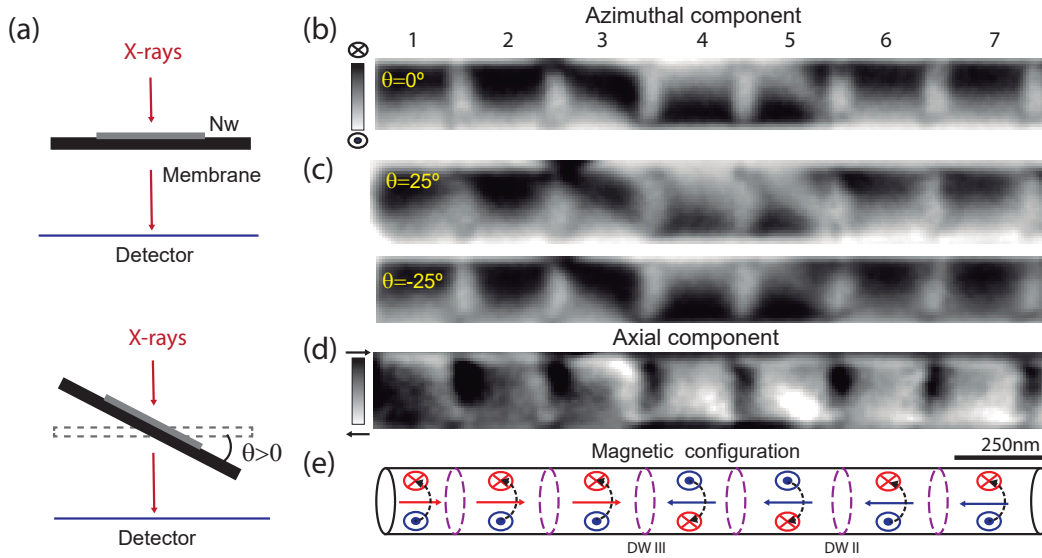 (a)
X-rays
Nw
Membrane
Detector
X-rays
θ>0
Detector
(b)
Azimuthal component
1 2 3 4 5 6 7
θ=0º
(c)
θ=25º
θ=-25º
Axial component
(d)
250nm
(e)
Magnetic configuration
DW III DW II